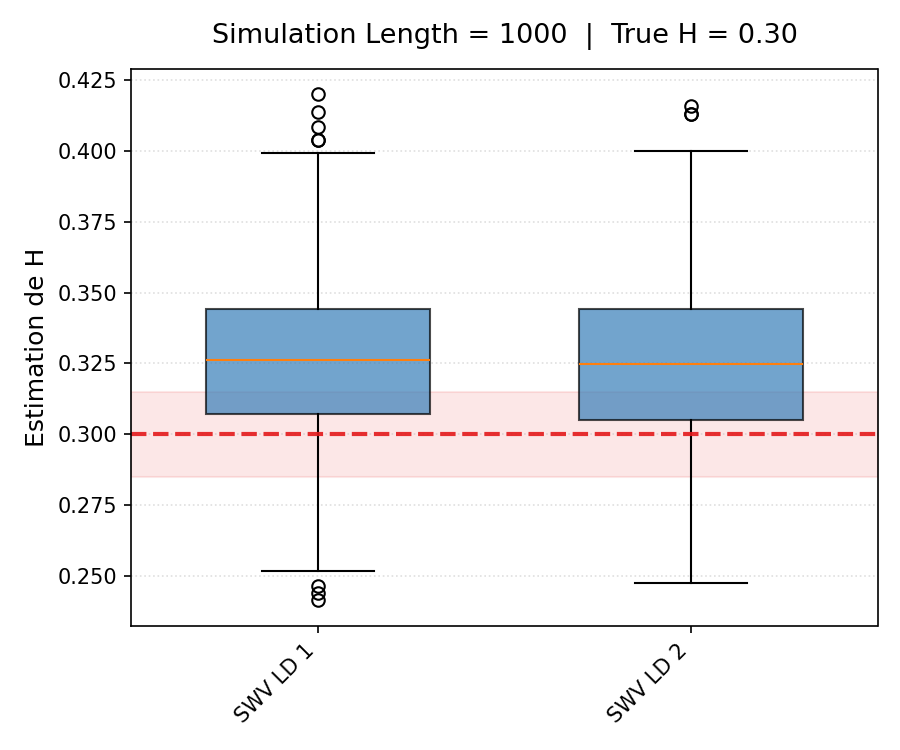 Simulation Length = 1000 | True H = 0.30
Estimation de H
0.425
0.400
0.375
0.350
0.325
0.300
0.275
0.250
SWV LD 1
SWV LD 2